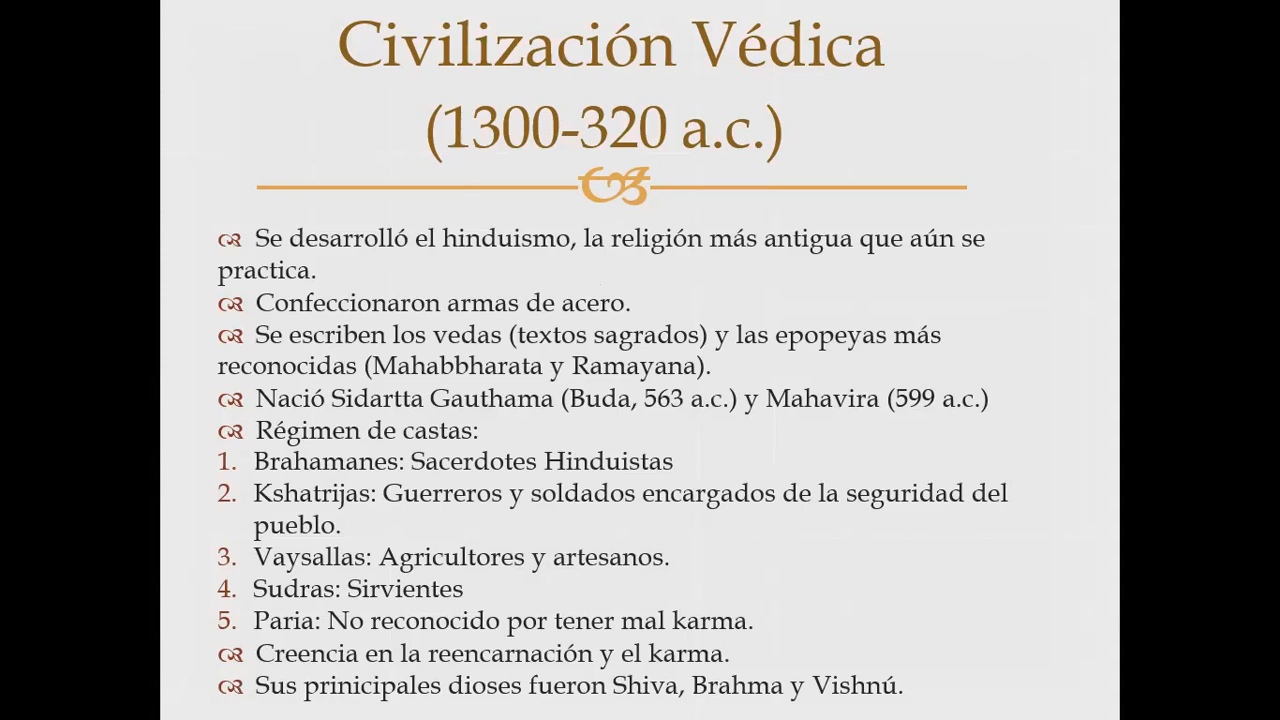 Civilización Védica
(1300-320 a.c.)
Se desarrolló el hinduismo, la religión más antigua que aún se
practica.
Confeccionaron armas de acero.
Se escriben los vedas (textos sagrados) y las epopeyas más
reconocidas (Mahabbharata y Ramayana).
Nació Sidartta Gauthama (Buda, 563 a.c.) y Mahavira (599 a.c.)
Régimen de castas:
1. Brahamanes: Sacerdotes Hinduistas
2. Kshatrijas: Guerreros y soldados encargados de la seguridad del
pueblo.
3. Vaysallas: Agricultores y artesanos.
4. Sudras: Sirvientes
5. Paria: No reconocido por tener mal karma.
Creencia en la reencarnación y el karma.
Sus prinicipales dioses fueron Shiva, Brahma y Vishnú.